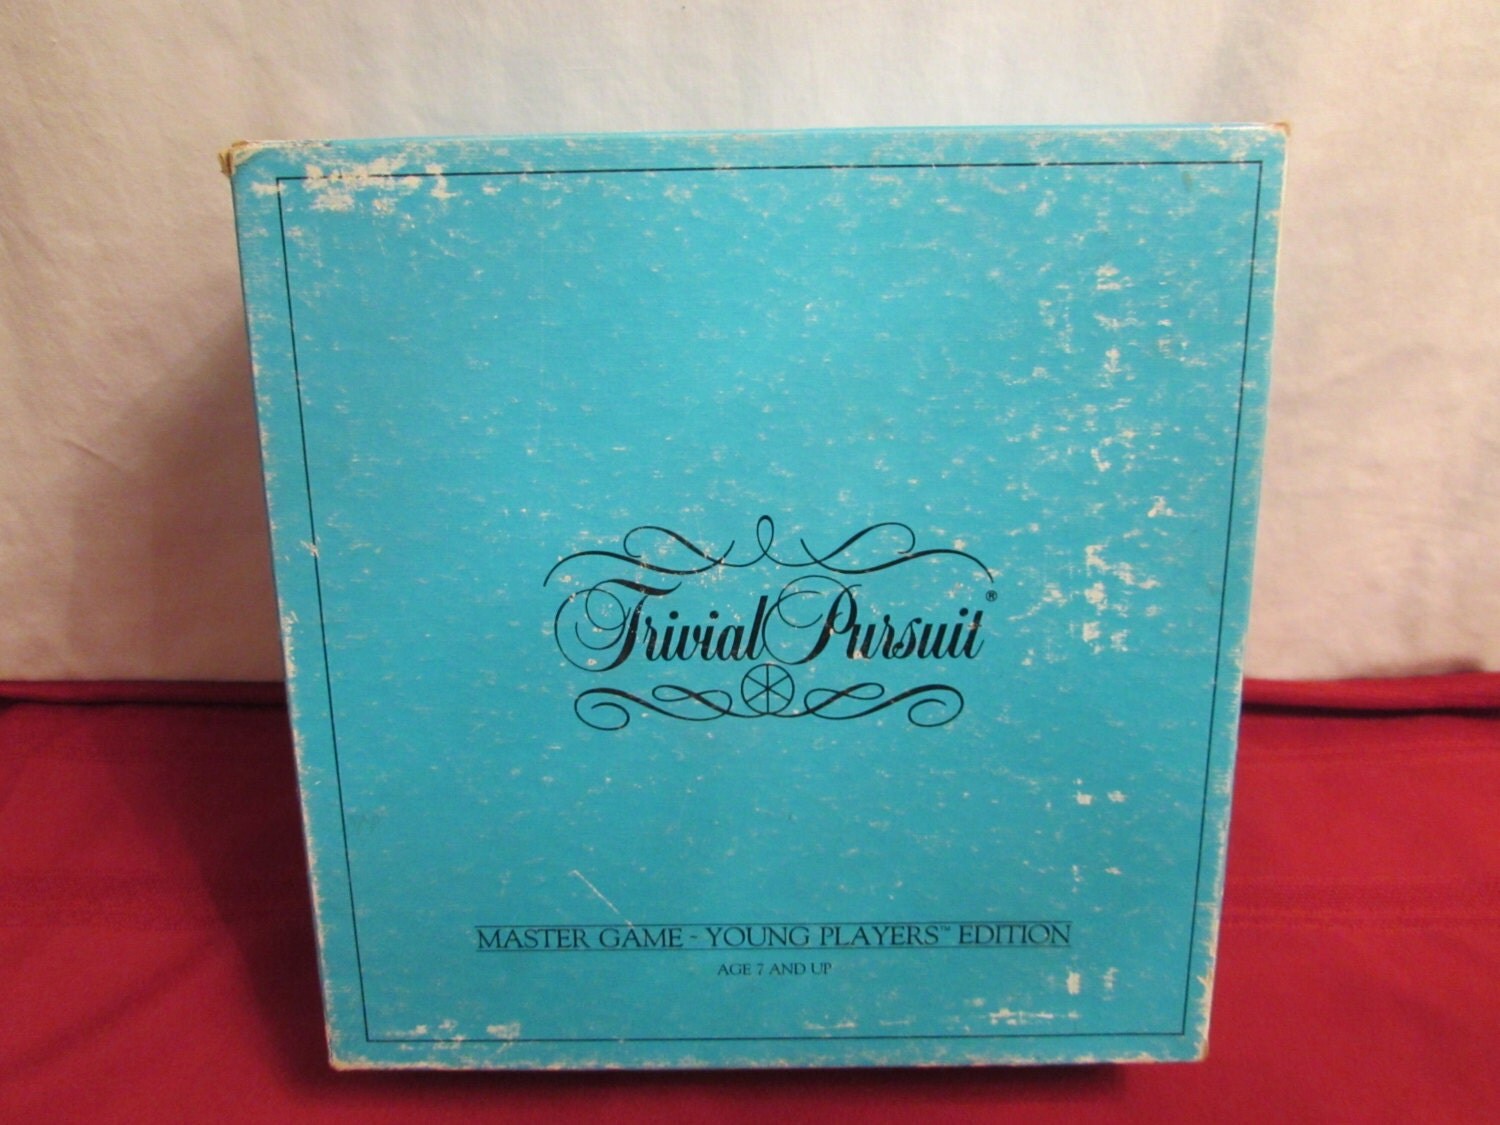 Trivial Pursuit®
MASTER GAME - YOUNG PLAYERS™ EDITION
AGE 7 AND UP